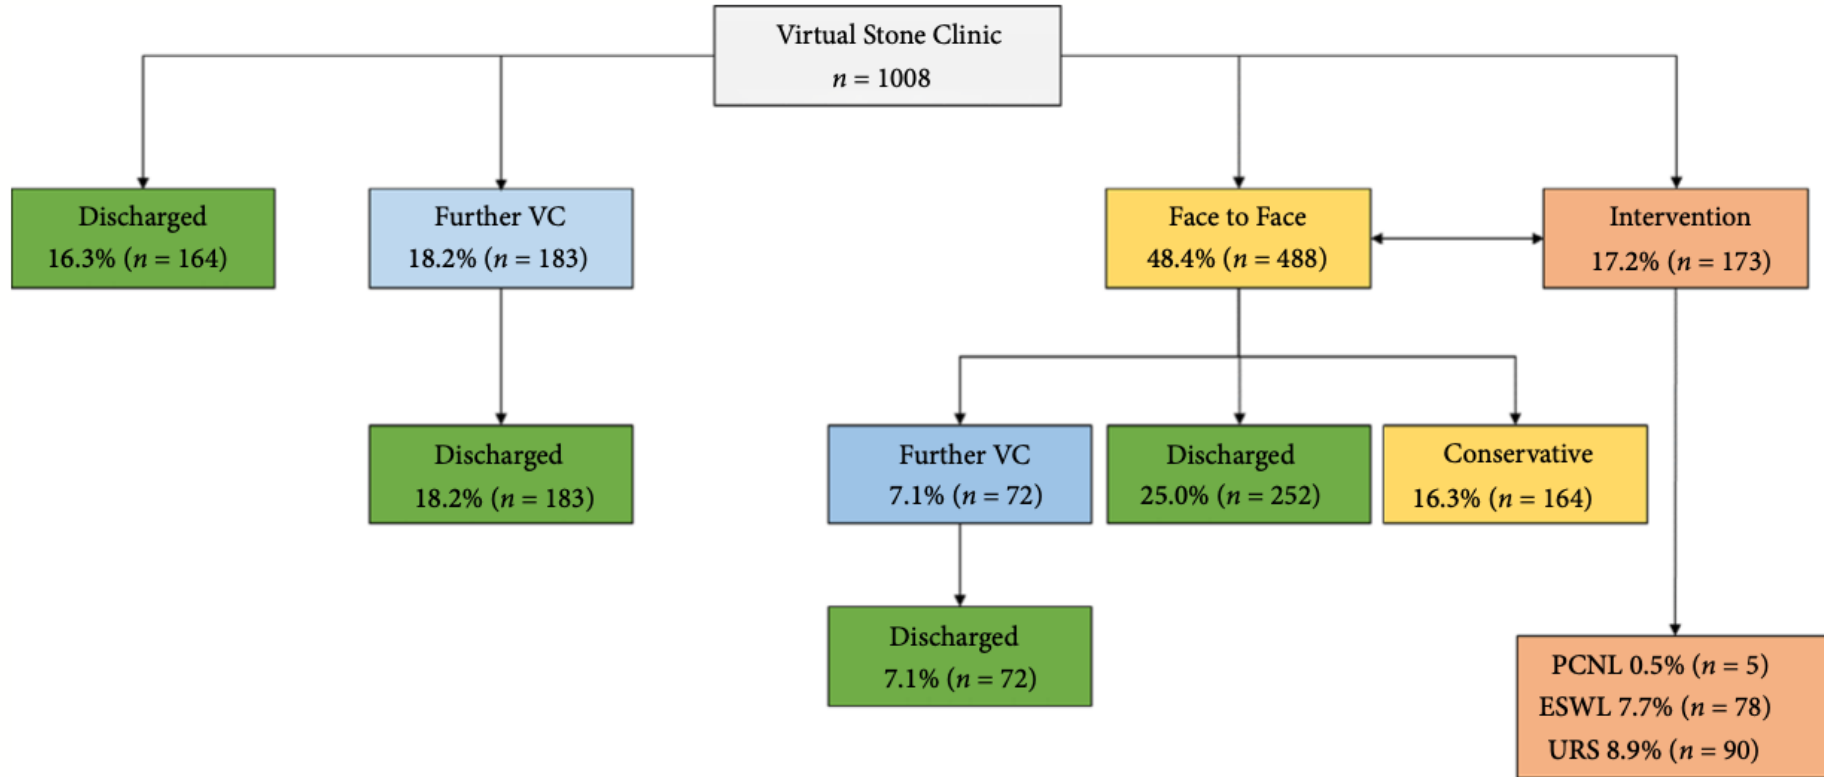 Virtual Stone Clinic
n = 1008
Discharged
16.3% (n = 164)
Further VC
18.2% (n = 183)
Face to Face
48.4% (n = 488)
Intervention
17.2% (n = 173)
Discharged
18.2% (n = 183)
Further VC
7.1% (n = 72)
Discharged
25.0% (n = 252)
Conservative
16.3% (n = 164)
Discharged
7.1% (n = 72)
PCNL 0.5% (n = 5)
ESWL 7.7% (n = 78)
URS 8.9% (n = 90)